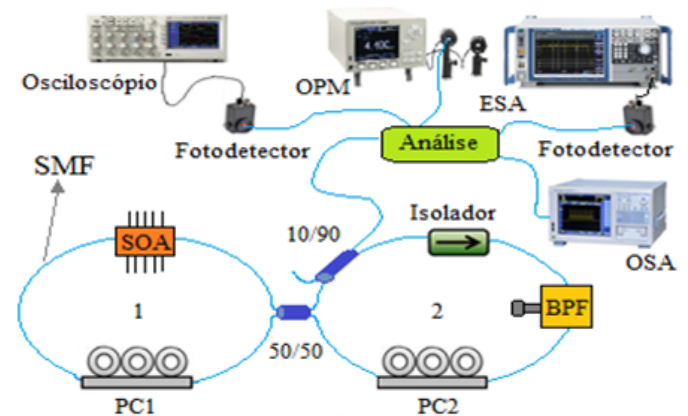 Osciloscópio
OPM
ESA
Fotodetector
Análise
Fotodetector
SMF
10/90
Isolador
OSA
SOA
1
2
BPF
50/50
PC1
PC2